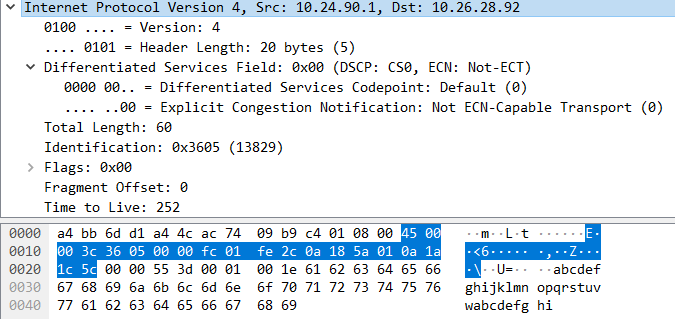 Internet Protocol Version 4, Src: 10.24.90.1, Dst: 10.26.28.92
0100 .... = Version: 4
.... 0101 = Header Length: 20 bytes (5)
Differentiated Services Field: 0x00 (DSCP: CS0, ECN: Not-ECT)
0000 00.. = Differentiated Services Codepoint: Default (0)
.... ..00 = Explicit Congestion Notification: Not ECN-Capable Transport (0)
Total Length: 60
Identification: 0x3605 (13829)
Flags: 0x00
Fragment Offset: 0
Time to Live: 252
0000 a4 bb 6d d1 a4 4c ac 74 09 b9 c4 01 08 00 45 00 ··m··L·t ······E·
0010 00 3c 36 05 00 00 fc 01 fe 2c 0a 18 5a 01 0a 1a ·<6····· ·,··Z···
0020 1c 5c 00 00 55 3d 00 01 00 1e 61 62 63 64 65 66 ·\··U=·· ··abcdef
0030 67 68 69 6a 6b 6c 6d 6e 6f 70 71 72 73 74 75 76 ghijklmn opqrstuv
0040 77 61 62 63 64 65 66 67 68 69 wabcdefg hi